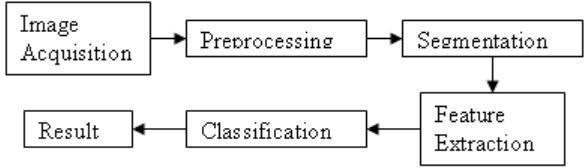 Image
Acquisition
Preprocessing
Segmentation
Feature
Extraction
Classification
Result